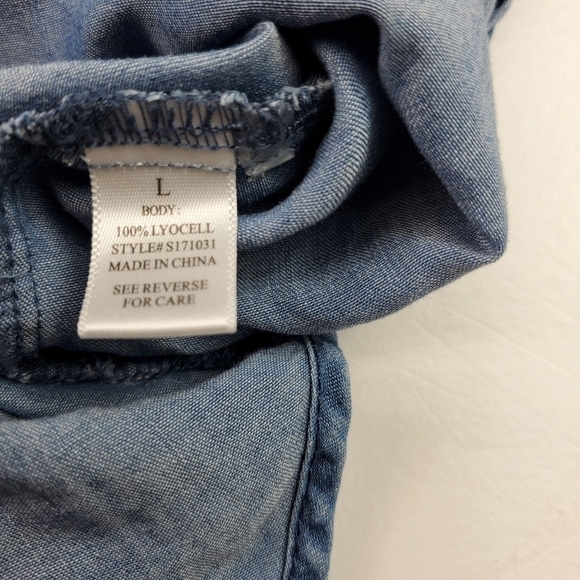 L
BODY:
100% LYOCELL
STYLE# S171031
MADE IN CHINA
SEE REVERSE
FOR CARE